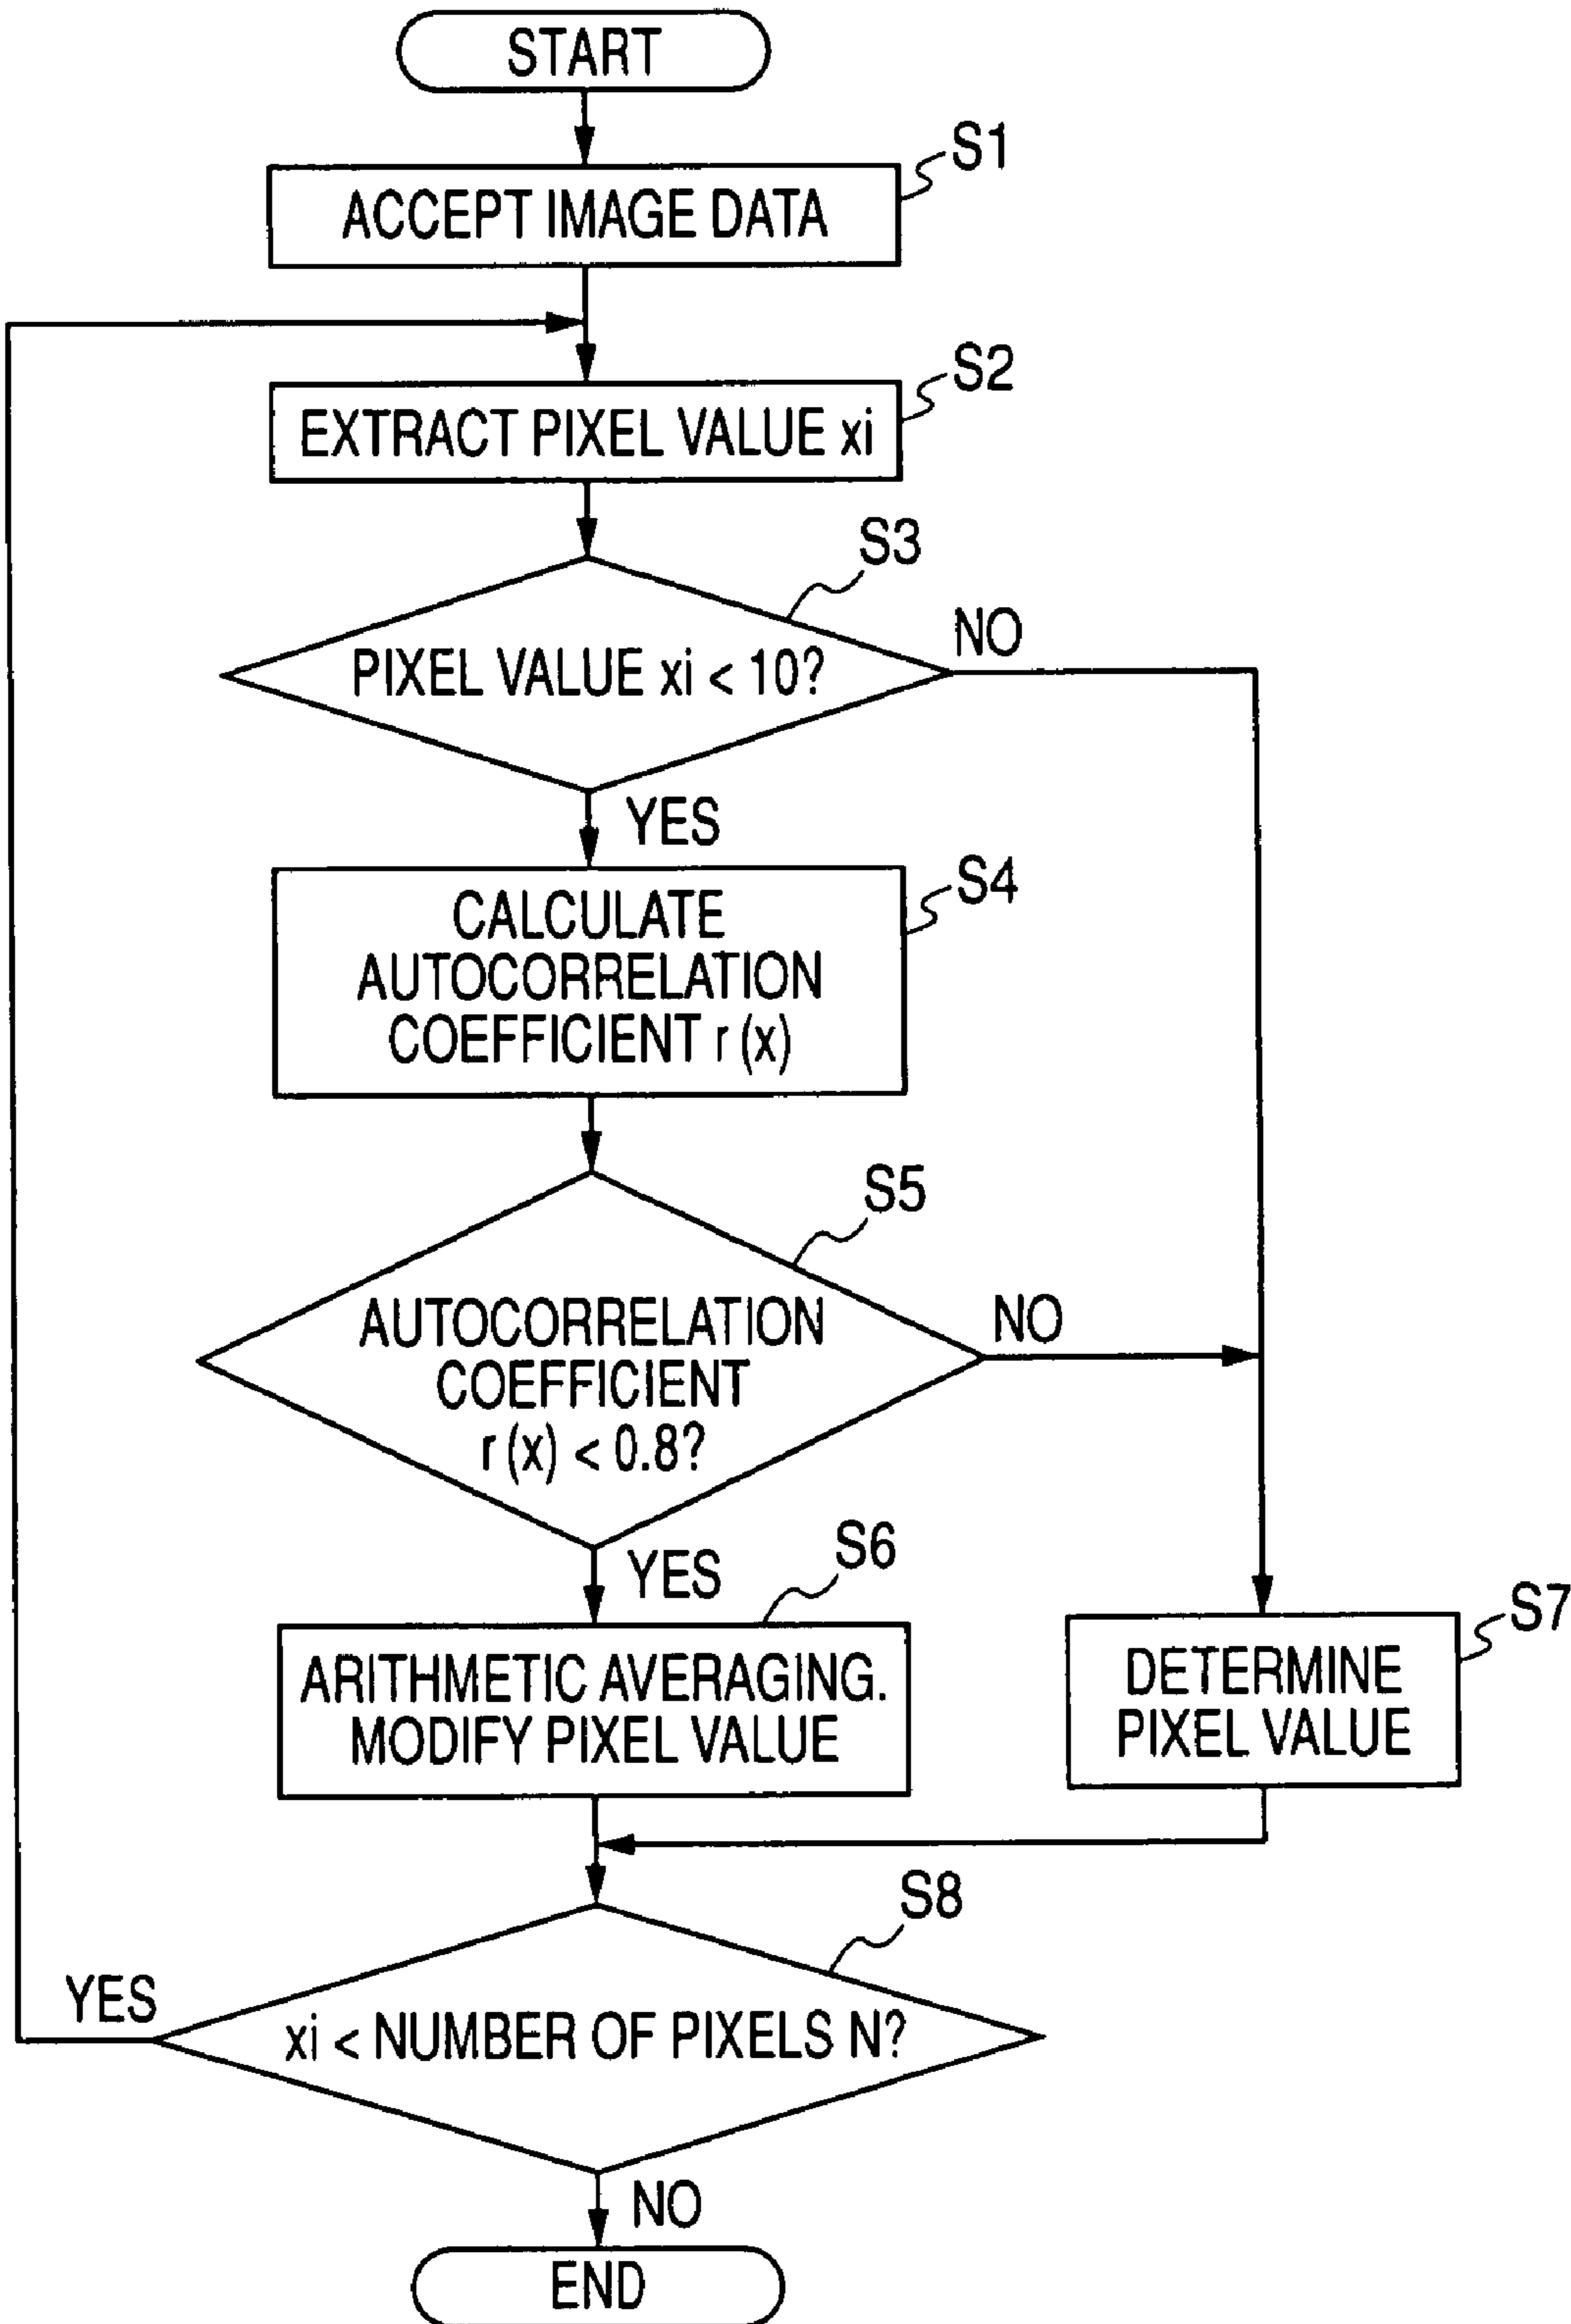 START
S1
ACCEPT IMAGE DATA
S2
EXTRACT PIXEL VALUE xi
S3
PIXEL VALUE xi < 10?
NO
YES
S4
CALCULATE
AUTOCORRELATION
COEFFICIENT r (x)
S5
AUTOCORRELATION
COEFFICIENT
r (x) < 0.8?
NO
YES
S6
ARITHMETIC AVERAGING.
MODIFY PIXEL VALUE
S7
DETERMINE
PIXEL VALUE
S8
xi < NUMBER OF PIXELS N?
YES
NO
END